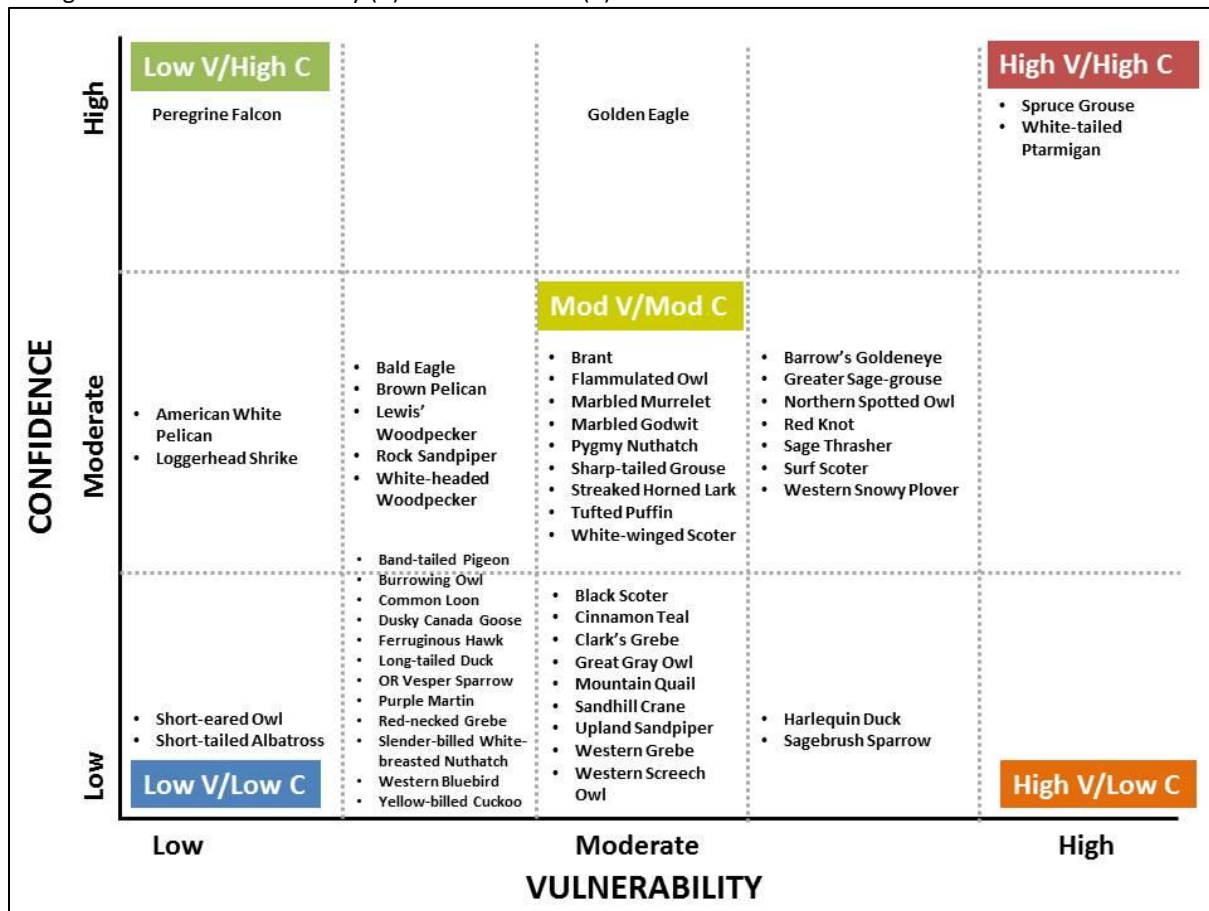 Low V/High C
High V/High C
Peregrine Falcon
Golden Eagle
• Spruce Grouse
• White-tailed
Ptarmigan
High
Mod V/Mod C
CONFIDENCE
Moderate
• American White
Pelican
• Loggerhead Shrike
• Bald Eagle
• Brown Pelican
• Lewis'
Woodpecker
• Rock Sandpiper
• White-headed
Woodpecker
• Brant
• Flammulated Owl
• Marbled Murrelet
• Marbled Godwit
• Pygmy Nuthatch
• Sharp-tailed Grouse
• Streaked Horned Lark
• Tufted Puffin
• White-winged Scoter
• Barrow's Goldeneye
• Greater Sage-grouse
• Northern Spotted Owl
• Red Knot
• Sage Thrasher
• Surf Scoter
• Western Snowy Plover
Low
• Short-eared Owl
• Short-tailed Albatross
Low V/Low C
• Band-tailed Pigeon
• Burrowing Owl
• Common Loon
• Dusky Canada Goose
• Ferruginous Hawk
• Long-tailed Duck
• OR Vesper Sparrow
• Purple Martin
• Red-necked Grebe
• Slender-billed White-
breasted Nuthatch
• Western Bluebird
• Yellow-billed Cuckoo
• Black Scoter
• Cinnamon Teal
• Clark's Grebe
• Great Gray Owl
• Mountain Quail
• Sandhill Crane
• Upland Sandpiper
• Western Grebe
• Western Screech
Owl
• Harlequin Duck
• Sagebrush Sparrow
High V/Low C
Low
Moderate
High
VULNERABILITY